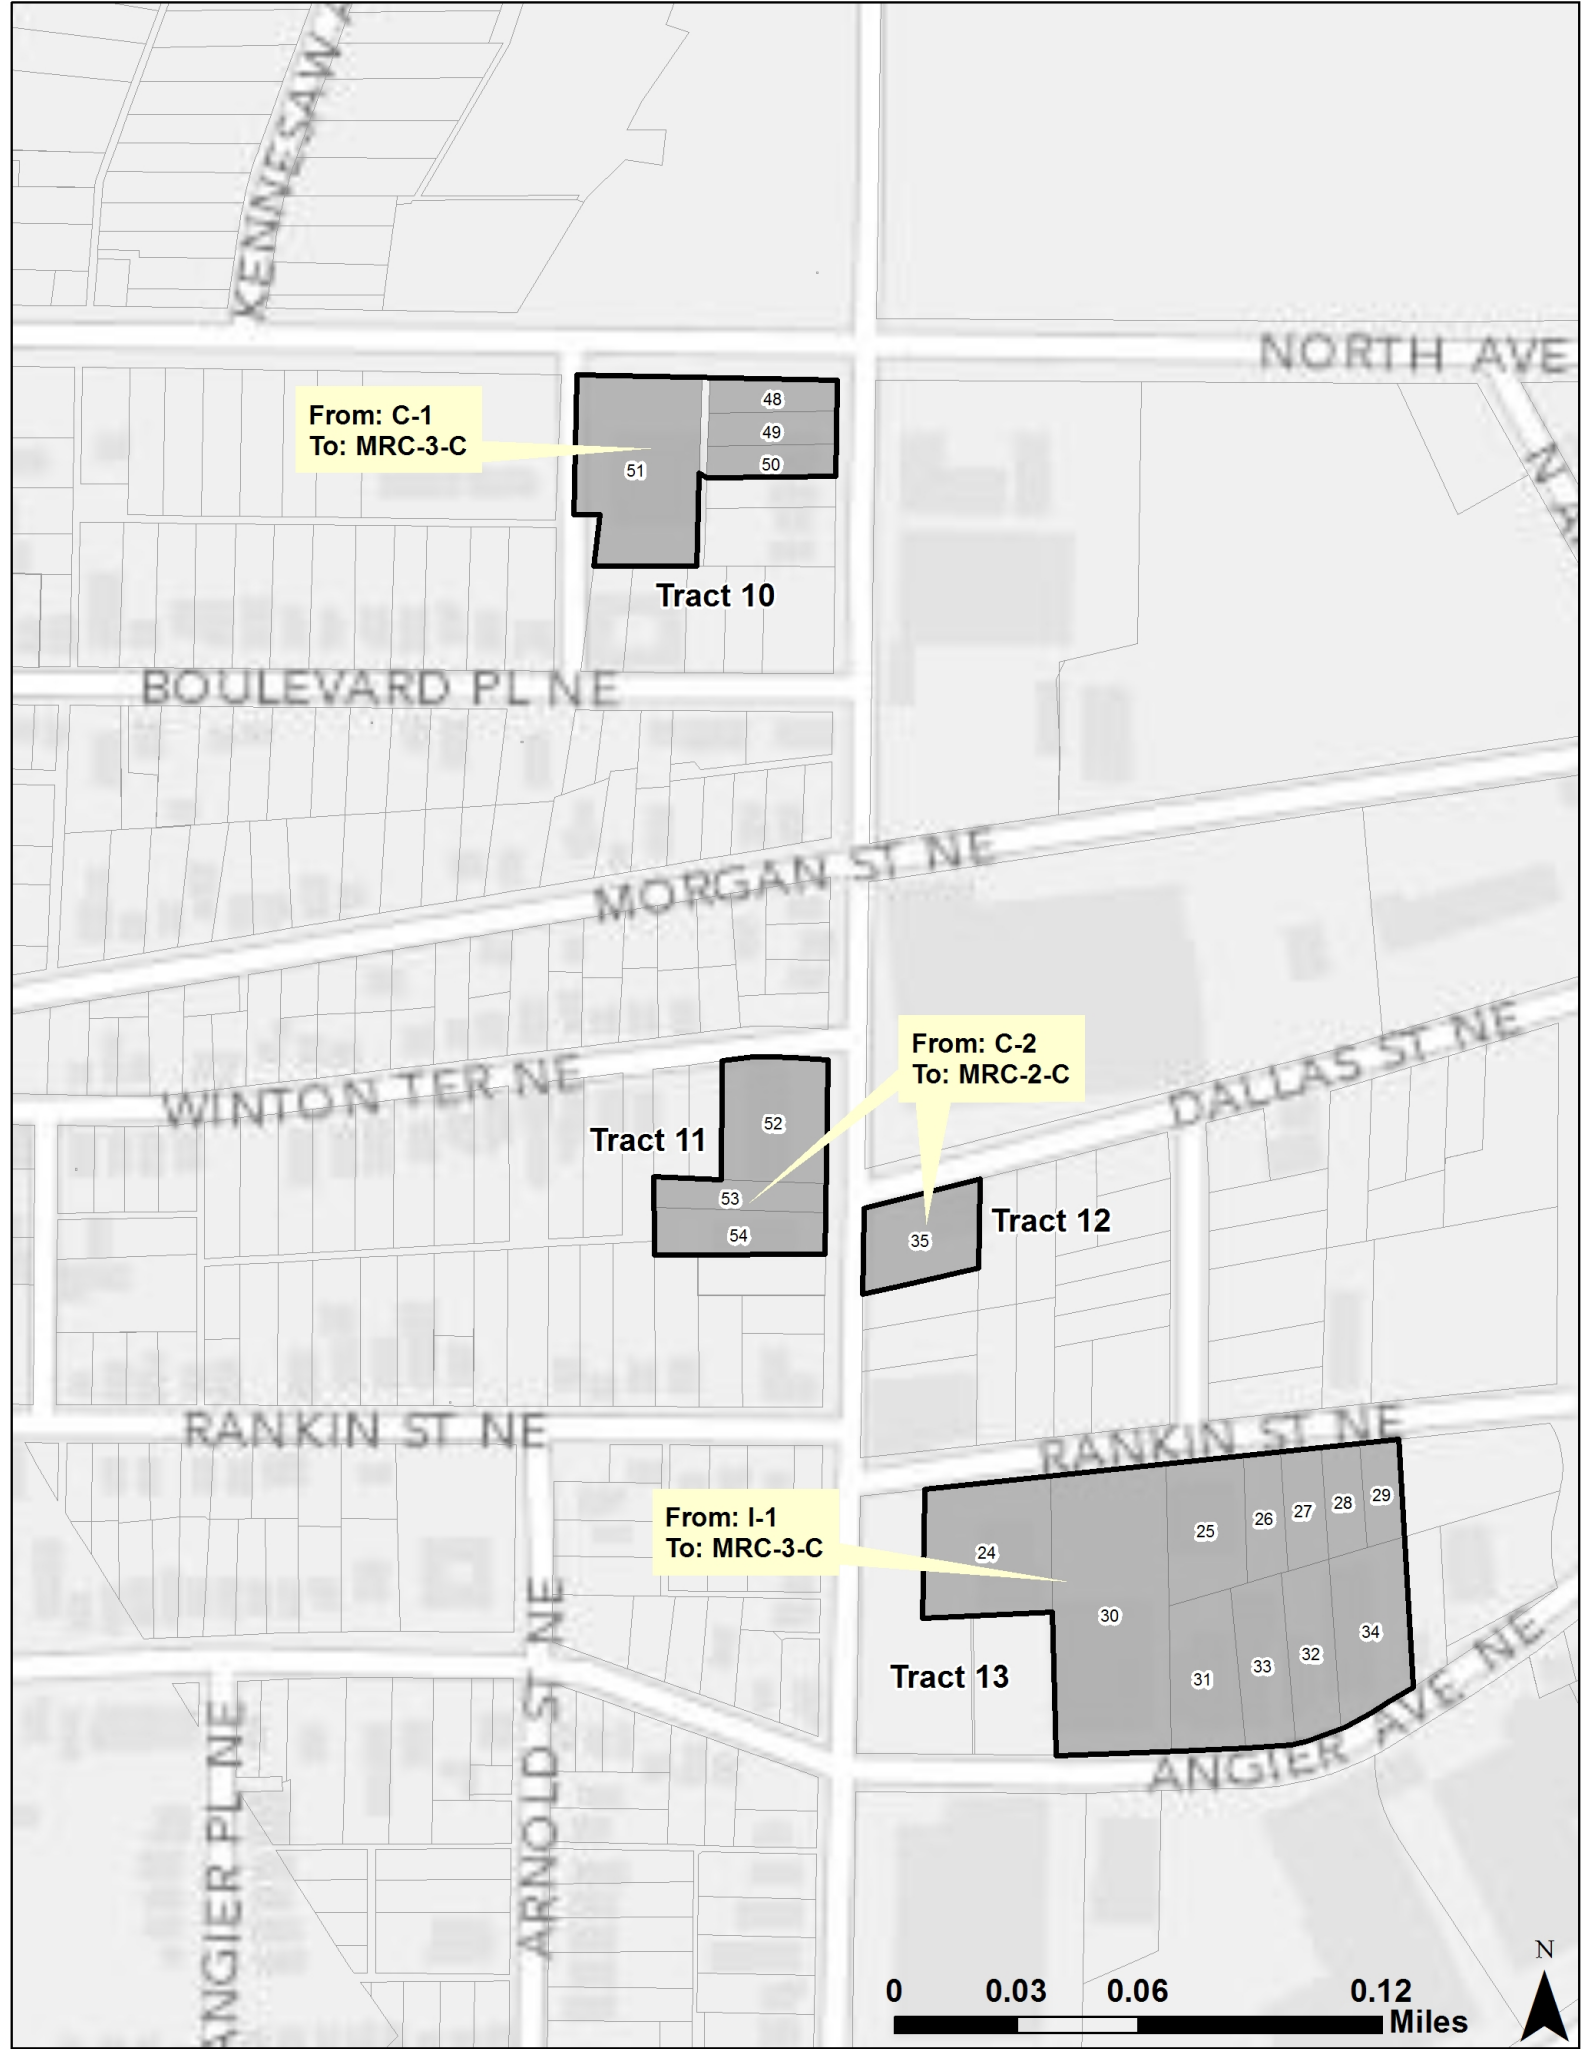 KENNESAW A
NORTH AVE
From: C-1
To: MRC-3-C
48
49
50
51
Tract 10
BOULEVARD PL NE
MORGAN ST NE
From: C-2
To: MRC-2-C
DALLAS ST NE
WINTON TER NE
52
Tract 11
53
54
35
Tract 12
RANKIN ST NE
RANKIN ST NE
From: I-1
To: MRC-3-C
24
25
26
27
28
29
30
31
33
32
34
Tract 13
ANGIER AVE NE
ARNOLD ST NE
ANGIER PL NE
N
0 0.03 0.06 0.12
Miles